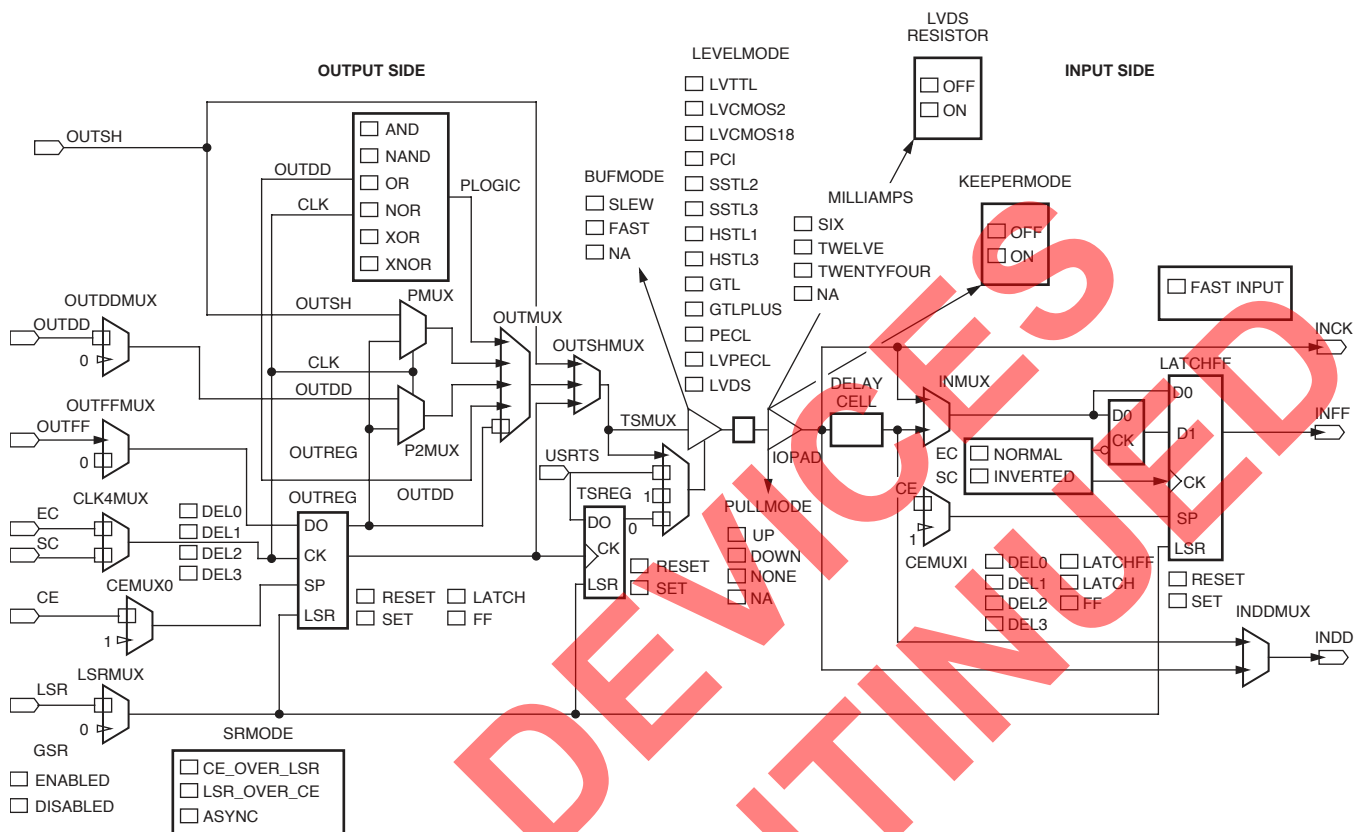 OUTPUT SIDE
INPUT SIDE
OUTSH
AND
NAND
OR
NOR
XOR
XNOR
OUTDD
CLK
PLOGIC
OUTDDMUX
OUTDD
0
OUTFFMUX
OUTFF
0
CLK4MUX
EC
SC
CEMUX0
CE
1
LSRMUX
LSR
0
GSR
ENABLED
DISABLED
SRMODE
CE_OVER_LSR
LSR_OVER_CE
ASYNC
DEL0
DEL1
DEL2
DEL3
OUTSH
PMUX
CLK
OUTDD
P2MUX
OUTREG
OUTDD
OUTREG
DO
CK
SP
LSR
RESET
SET
LATCH
FF
OUTMUX
OUTSHMUX
BUFMODE
SLEW
FAST
NA
LEVELMODE
LVTTL
LVCMOS2
LVCMOS18
PCI
SSTL2
SSTL3
HSTL1
HSTL3
GTL
GTLPLUS
PECL
LVPECL
LVDS
TSMUX
USRTS
1
0
TSREG
DO
CK
LSR
RESET
SET
LVDS
RESISTOR
OFF
ON
MILLIAMPS
SIX
TWELVE
TWENTYFOUR
NA
KEEPERMODE
OFF
ON
IOPAD
PULLMODE
UP
DOWN
NONE
NA
DELAY
CELL
INMUX
EC
SC
NORMAL
INVERTED
CE
1
CEMUXI
DEL0
DEL1
DEL2
DEL3
LATCHFF
LATCH
FF
FAST INPUT
LATCHFF
D0
D1
CK
SP
LSR
D0
CK
RESET
SET
INCK
INFF
INDDMUX
INDD
DEVICES
NTINUED